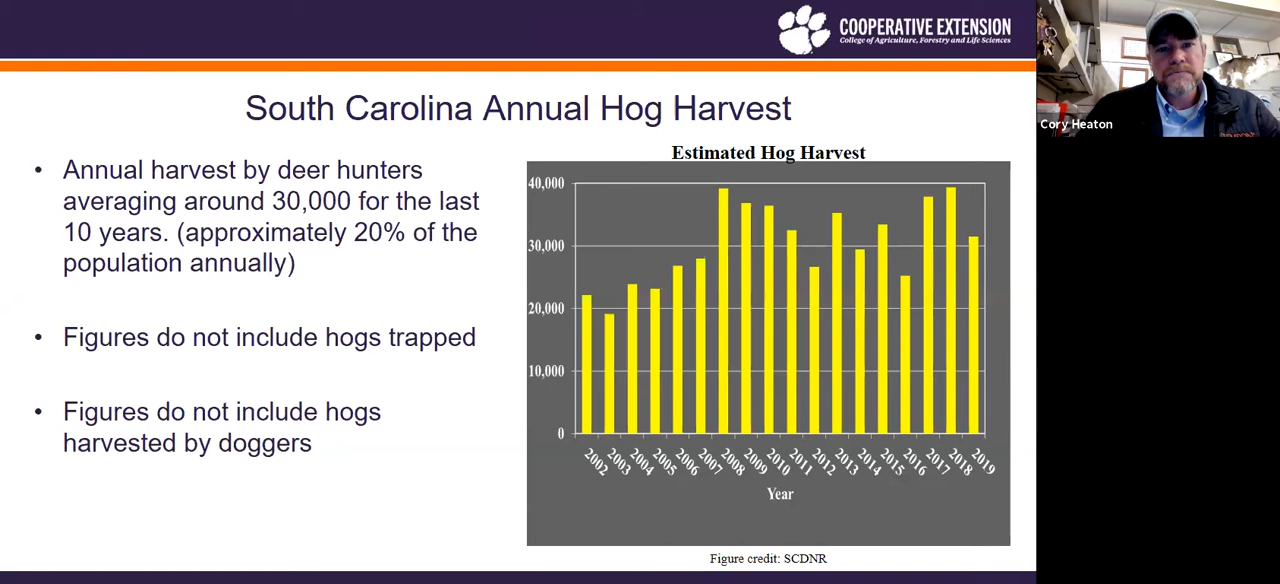 COOPERATIVE EXTENSION
College of Agriculture, Forestry and Life Sciences
Cory Heaton
South Carolina Annual Hog Harvest
• Annual harvest by deer hunters
averaging around 30,000 for the last
10 years. (approximately 20% of the
population annually)
• Figures do not include hogs trapped
• Figures do not include hogs
harvested by doggers
Estimated Hog Harvest
40,000
30,000
20,000
10,000
0
2002 2003 2004 2005 2006 2007 2008 2009 2010 2011 2012 2013 2014 2015 2016 2017 2018 2019
Year
Figure credit: SCDNR